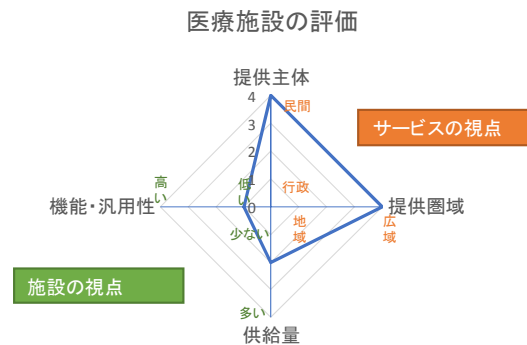 医療施設の評価
提供主体
4
民間
3
サービスの視点
2
高い
低い
1
行政
機能・汎用性
0
提供圏域
少ない
地域
広域
施設の視点
多い
供給量